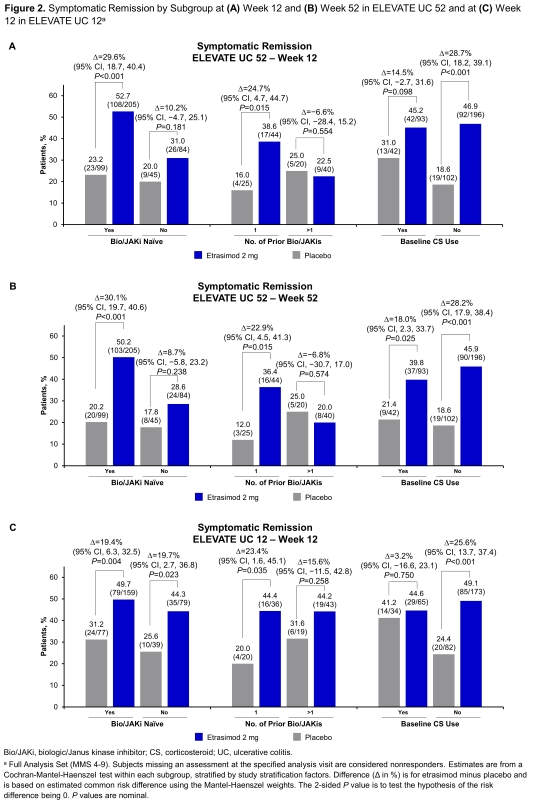 Figure 2. Symptomatic Remission by Subgroup at (A) Week 12 and (B) Week 52 in ELEVATE UC 52 and at (C) Week
12 in ELEVATE UC 12ª
A
Symptomatic Remission
ELEVATE UC 52 – Week 12
Patients, %
60
50
40
30
20
10
0
Δ=29.6%
(95% CI, 18.7, 40.4)
P<0.001
23.2
(23/99)
52.7
(108/205)
Δ=10.2%
(95% CI, −4.7, 25.1)
P=0.181
20.0
(9/45)
31.0
(26/84)
Δ=24.7%
(95% CI, 4.7, 44.7)
P=0.015
16.0
(4/25)
38.6
(17/44)
Δ=−6.6%
(95% CI, −28.4, 15.2)
P=0.554
25.0
(5/20)
22.5
(9/40)
Δ=14.5%
(95% CI, −2.7, 31.6)
P=0.098
31.0
(13/42)
45.2
(42/93)
Δ=28.7%
(95% CI, 18.2, 39.1)
P<0.001
18.6
(19/102)
46.9
(92/196)
Yes No 1 >1 Yes No
Bio/JAKi Naïve No. of Prior Bio/JAKis Baseline CS Use
Etrasimod 2 mg Placebo
B
Symptomatic Remission
ELEVATE UC 52 – Week 52
Patients, %
60
50
40
30
20
10
0
Δ=30.1%
(95% CI, 19.7, 40.6)
P<0.001
20.2
(20/99)
50.2
(103/205)
Δ=8.7%
(95% CI, −5.8, 23.2)
P=0.238
17.8
(8/45)
28.6
(24/84)
Δ=22.9%
(95% CI, 4.5, 41.3)
P=0.015
12.0
(3/25)
36.4
(16/44)
Δ=−6.8%
(95% CI, −30.7, 17.0)
P=0.574
25.0
(5/20)
20.0
(8/40)
Δ=18.0%
(95% CI, 2.3, 33.7)
P=0.025
21.4
(9/42)
39.8
(37/93)
Δ=28.2%
(95% CI, 17.9, 38.4)
P<0.001
18.6
(19/102)
45.9
(90/196)
Yes No 1 >1 Yes No
Bio/JAKi Naïve No. of Prior Bio/JAKis Baseline CS Use
Etrasimod 2 mg Placebo
C
Symptomatic Remission
ELEVATE UC 12 – Week 12
Patients, %
60
50
40
30
20
10
0
Δ=19.4%
(95% CI, 6.3, 32.5)
P=0.004
31.2
(24/77)
49.7
(79/159)
Δ=19.7%
(95% CI, 2.7, 36.8)
P=0.023
25.6
(10/39)
44.3
(35/79)
Δ=23.4%
(95% CI, 1.6, 45.1)
P=0.035
20.0
(4/20)
44.4
(16/36)
Δ=15.6%
(95% CI, −11.5, 42.8)
P=0.258
31.6
(6/19)
44.2
(19/43)
Δ=3.2%
(95% CI, −16.6, 23.1)
P=0.750
41.2
(14/34)
44.6
(29/65)
Δ=25.6%
(95% CI, 13.7, 37.4)
P<0.001
24.4
(20/82)
49.1
(85/173)
Yes No 1 >1 Yes No
Bio/JAKi Naïve No. of Prior Bio/JAKis Baseline CS Use
Etrasimod 2 mg Placebo
Bio/JAKi, biologic/Janus kinase inhibitor; CS, corticosteroid; UC, ulcerative colitis.
ª Full Analysis Set (MMS 4-9). Subjects missing an assessment at the specified analysis visit are considered nonresponders. Estimates are from a
Cochran-Mantel-Haenszel test within each subgroup, stratified by study stratification factors. Difference (Δ in %) is for etrasimod minus placebo and
is based on estimated common risk difference using the Mantel-Haenszel weights. The 2-sided P value is to test the hypothesis of the risk
difference being 0. P values are nominal.